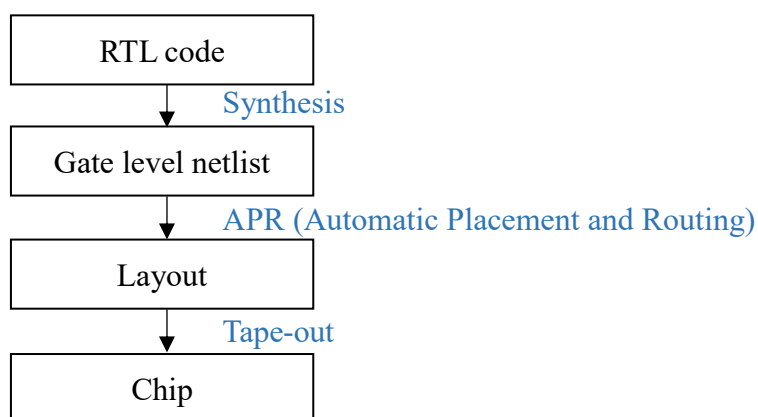 RTL code
Synthesis
Gate level netlist
APR (Automatic Placement and Routing)
Layout
Tape-out
Chip